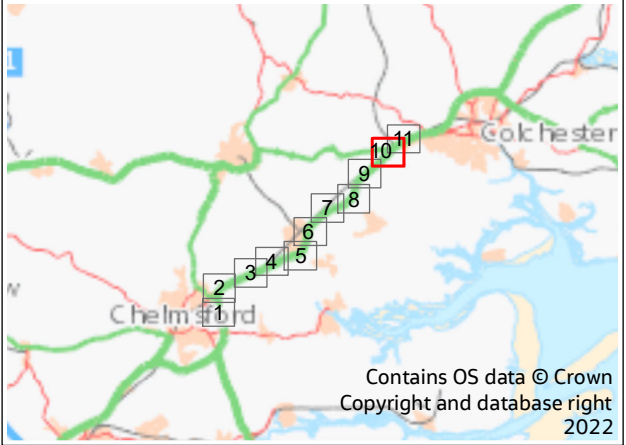 1
Colchester
11
10
9
8
7
6
5
4
3
2
1
w
Chelmsford
Contains OS data © Crown
Copyright and database right
2022